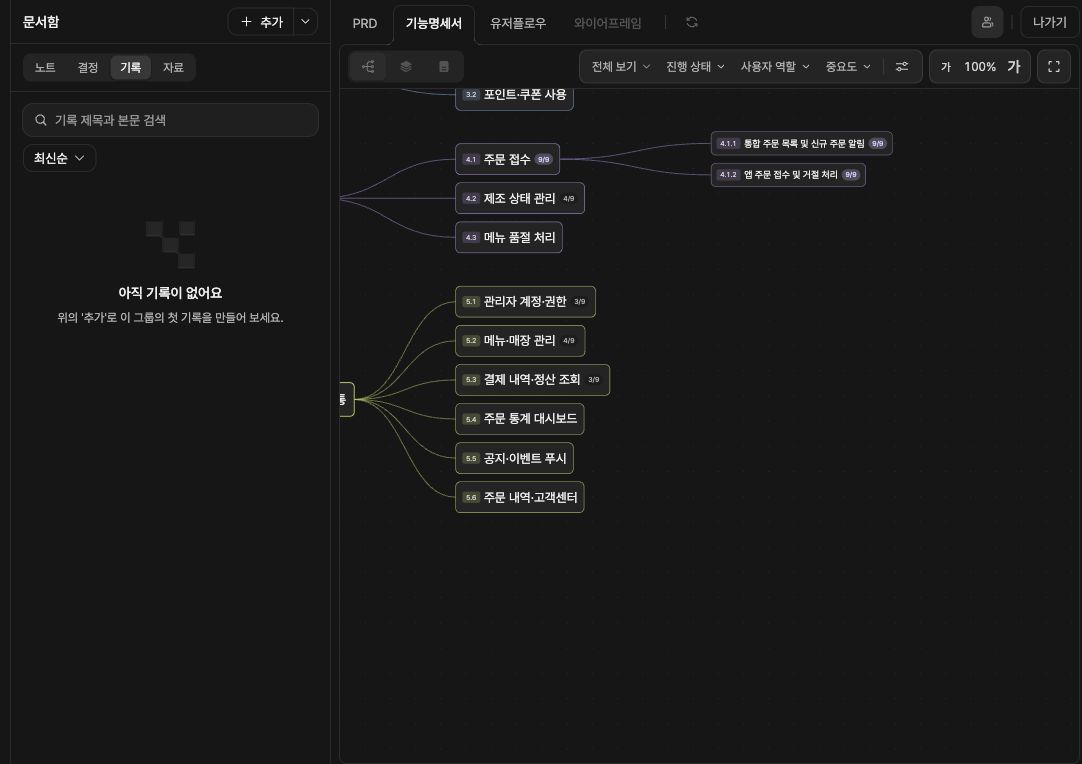 문서함
추가
노트 결정 기록 자료
기록 제목과 본문 검색
최신순
아직 기록이 없어요
위의 '추가'로 이 그룹의 첫 기록을 만들어 보세요.
PRD 기능명세서 유저플로우 와이어프레임
나가기
전체 보기 진행 상태 사용자 역할 중요도
가 100% 가
3.2 포인트·쿠폰 사용
4.1 주문 접수 9/9
4.1.1 통합 주문 목록 및 신규 주문 알림 9/9
4.1.2 앱 주문 접수 및 거절 처리 9/9
4.2 제조 상태 관리 4/9
4.3 메뉴 품절 처리
5.1 관리자 계정·권한 3/9
5.2 메뉴·매장 관리 4/9
5.3 결제 내역·정산 조회 3/9
통
5.4 주문 통계 대시보드
5.5 공지·이벤트 푸시
5.6 주문 내역·고객센터